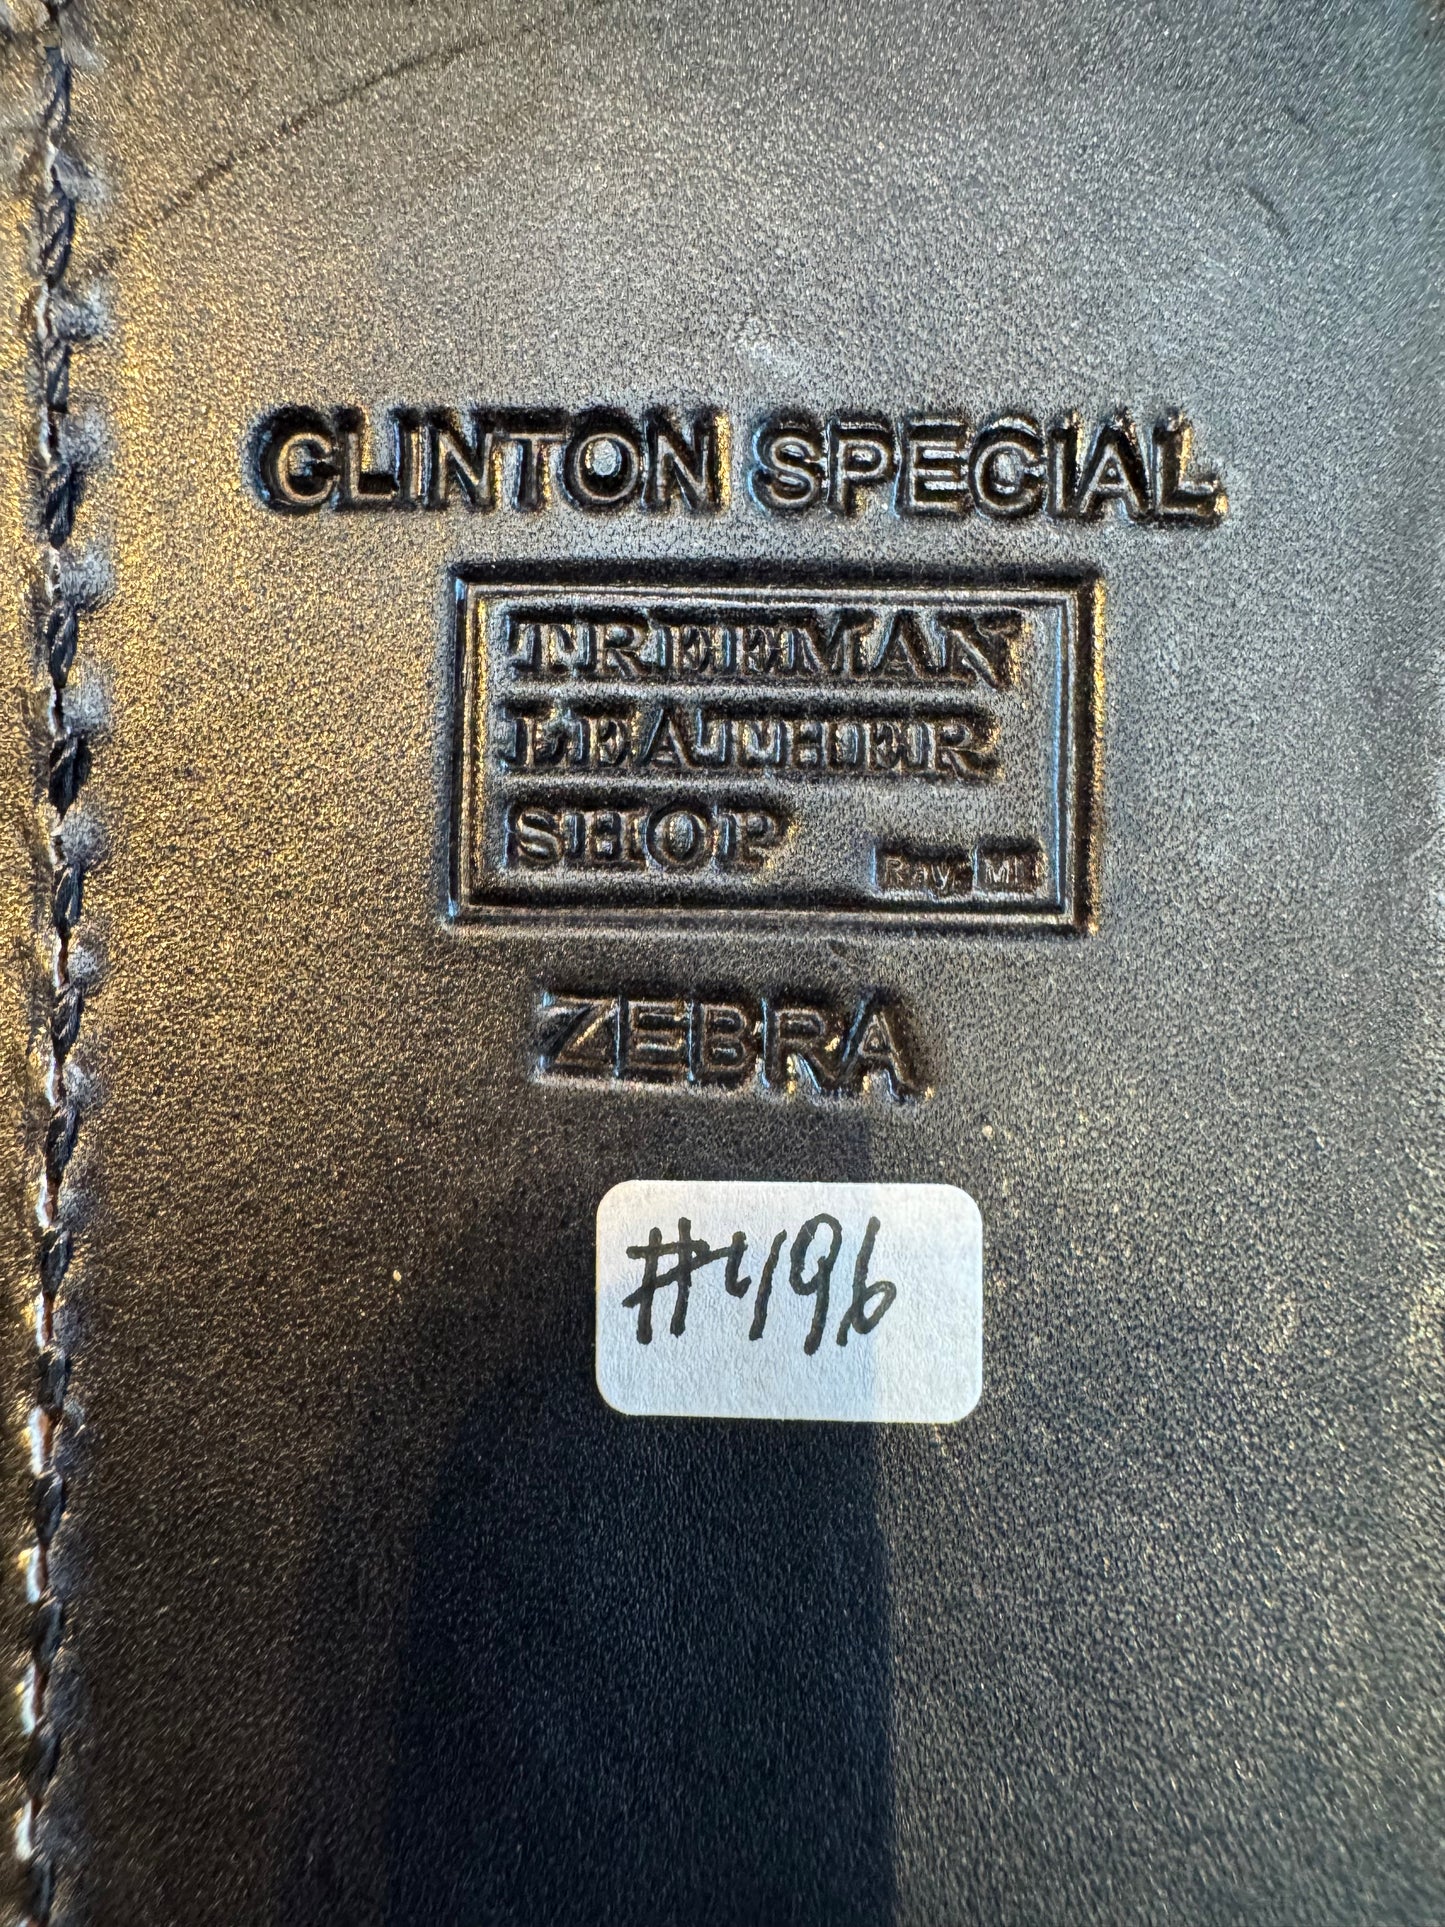 CLINTON SPECIAL
TREEMAN
LEATHER
SHOP
Ray, MI
ZEBRA
#496